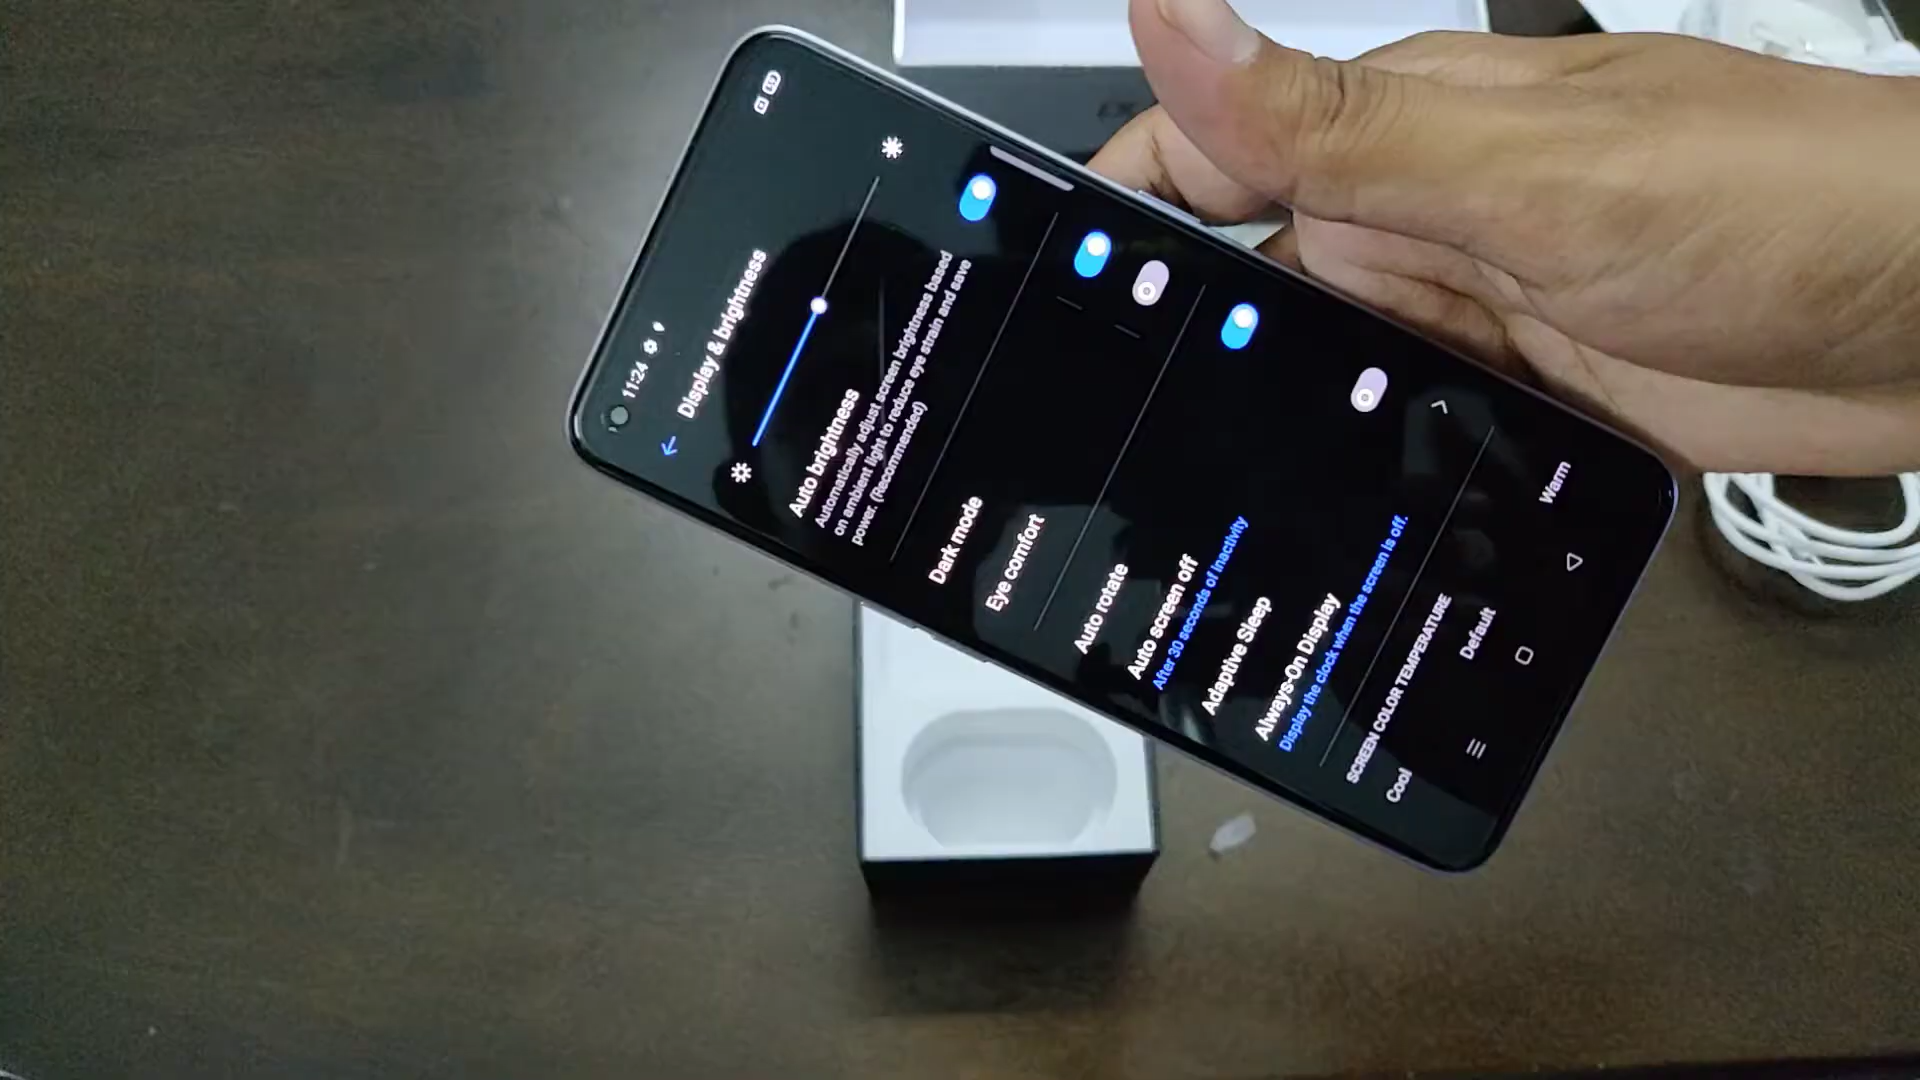 11:24
Display & brightness
Auto brightness
Automatically adjust screen brightness based
on ambient light to reduce eye strain and save
power. (Recommended)
Dark mode
Eye comfort
Auto rotate
Auto screen off
After 30 seconds of inactivity
Adaptive Sleep
Always-On Display
Display the clock when the screen is off.
SCREEN COLOR TEMPERATURE
Cool
Default
Warm